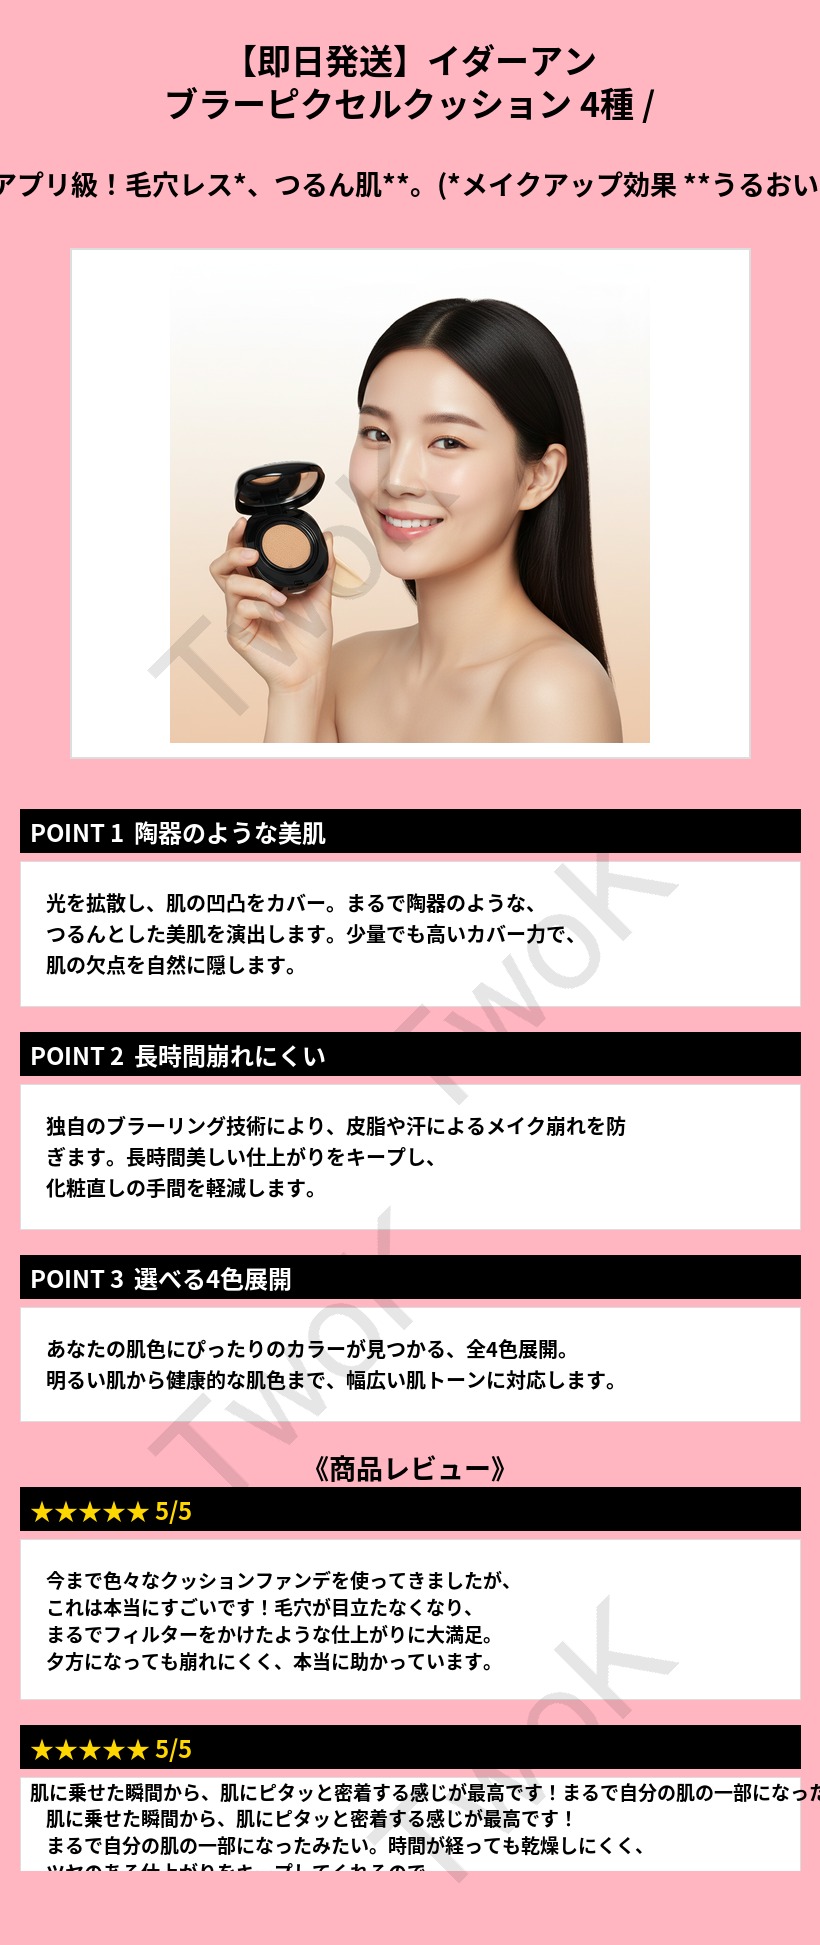 【即日発送】イダーアン
ブラーピクセルクッション 4種 /
アプリ級！毛穴レス*、つるん肌**。(*メイクアップ効果 **うるおい
TwoK
POINT 1 陶器のような美肌
光を拡散し、肌の凹凸をカバー。まるで陶器のような、
つるんとした美肌を演出します。少量でも高いカバー力で、
肌の欠点を自然に隠します。
TwoK
POINT 2 長時間崩れにくい
独自のブラーリング技術により、皮脂や汗によるメイク崩れを防
ぎます。長時間美しい仕上がりをキープし、
化粧直しの手間を軽減します。
POINT 3 選べる4色展開
あなたの肌色にぴったりのカラーが見つかる、全4色展開。
明るい肌から健康的な肌色まで、幅広い肌トーンに対応します。
TwoK
《商品レビュー》
★★★★★ 5/5
今まで色々なクッションファンデを使ってきましたが、
これは本当にすごいです！毛穴が目立たなくなり、
まるでフィルターをかけたような仕上がりに大満足。
夕方になっても崩れにくく、本当に助かっています。
TwoK
★★★★★ 5/5
肌に乗せた瞬間から、肌にピタッと密着する感じが最高です！まるで自分の肌の一部になった
肌に乗せた瞬間から、肌にピタッと密着する感じが最高です！
まるで自分の肌の一部になったみたい。時間が経っても乾燥しにくく、
ツヤのある仕上がりをキープしてくれるので、